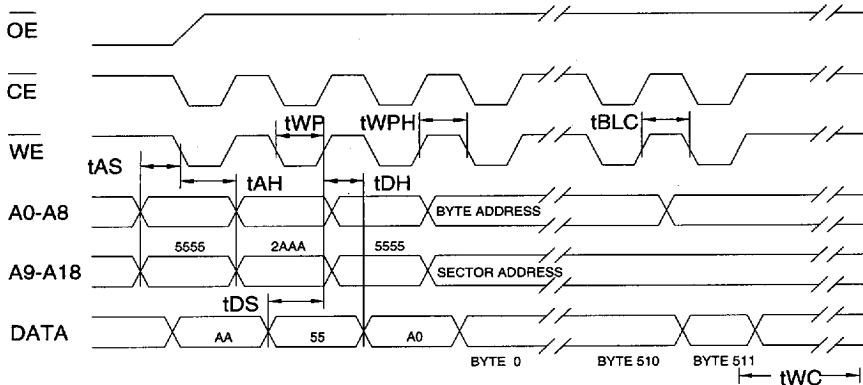 OE
CE
tWP tWPH tBLC
WE
tAS
tAH tDH
A0-A8 BYTE ADDRESS
5555 2AAA 5555
A9-A18 SECTOR ADDRESS
tDS
DATA AA 55 A0
BYTE 0 BYTE 510 BYTE 511
tWC